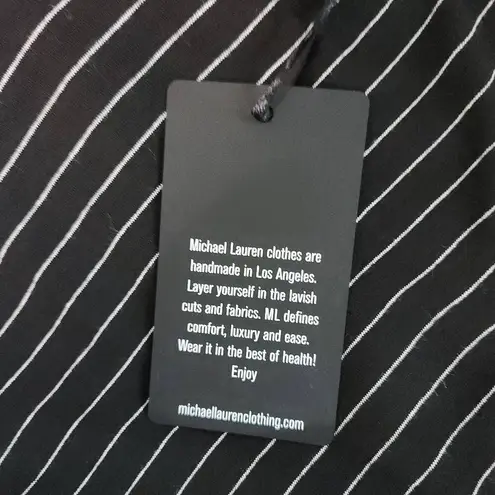 Michael Lauren clothes are
handmade in Los Angeles.
Layer yourself in the lavish
cuts and fabrics. ML defines
comfort, luxury and ease.
Wear it in the best of health!
Enjoy
michaellaurenclothing.com